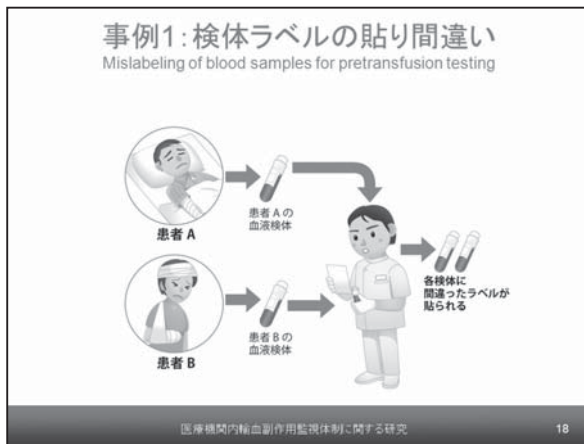 事例1：検体ラベルの貼り間違い
Mislabeling of blood samples for pretransfusion testing
患者 A
患者 A の
血液検体
各検体に
間違ったラベルが
貼られる
患者 B
患者 B の
血液検体
医療機関内輸血副作用監視体制に関する研究
18